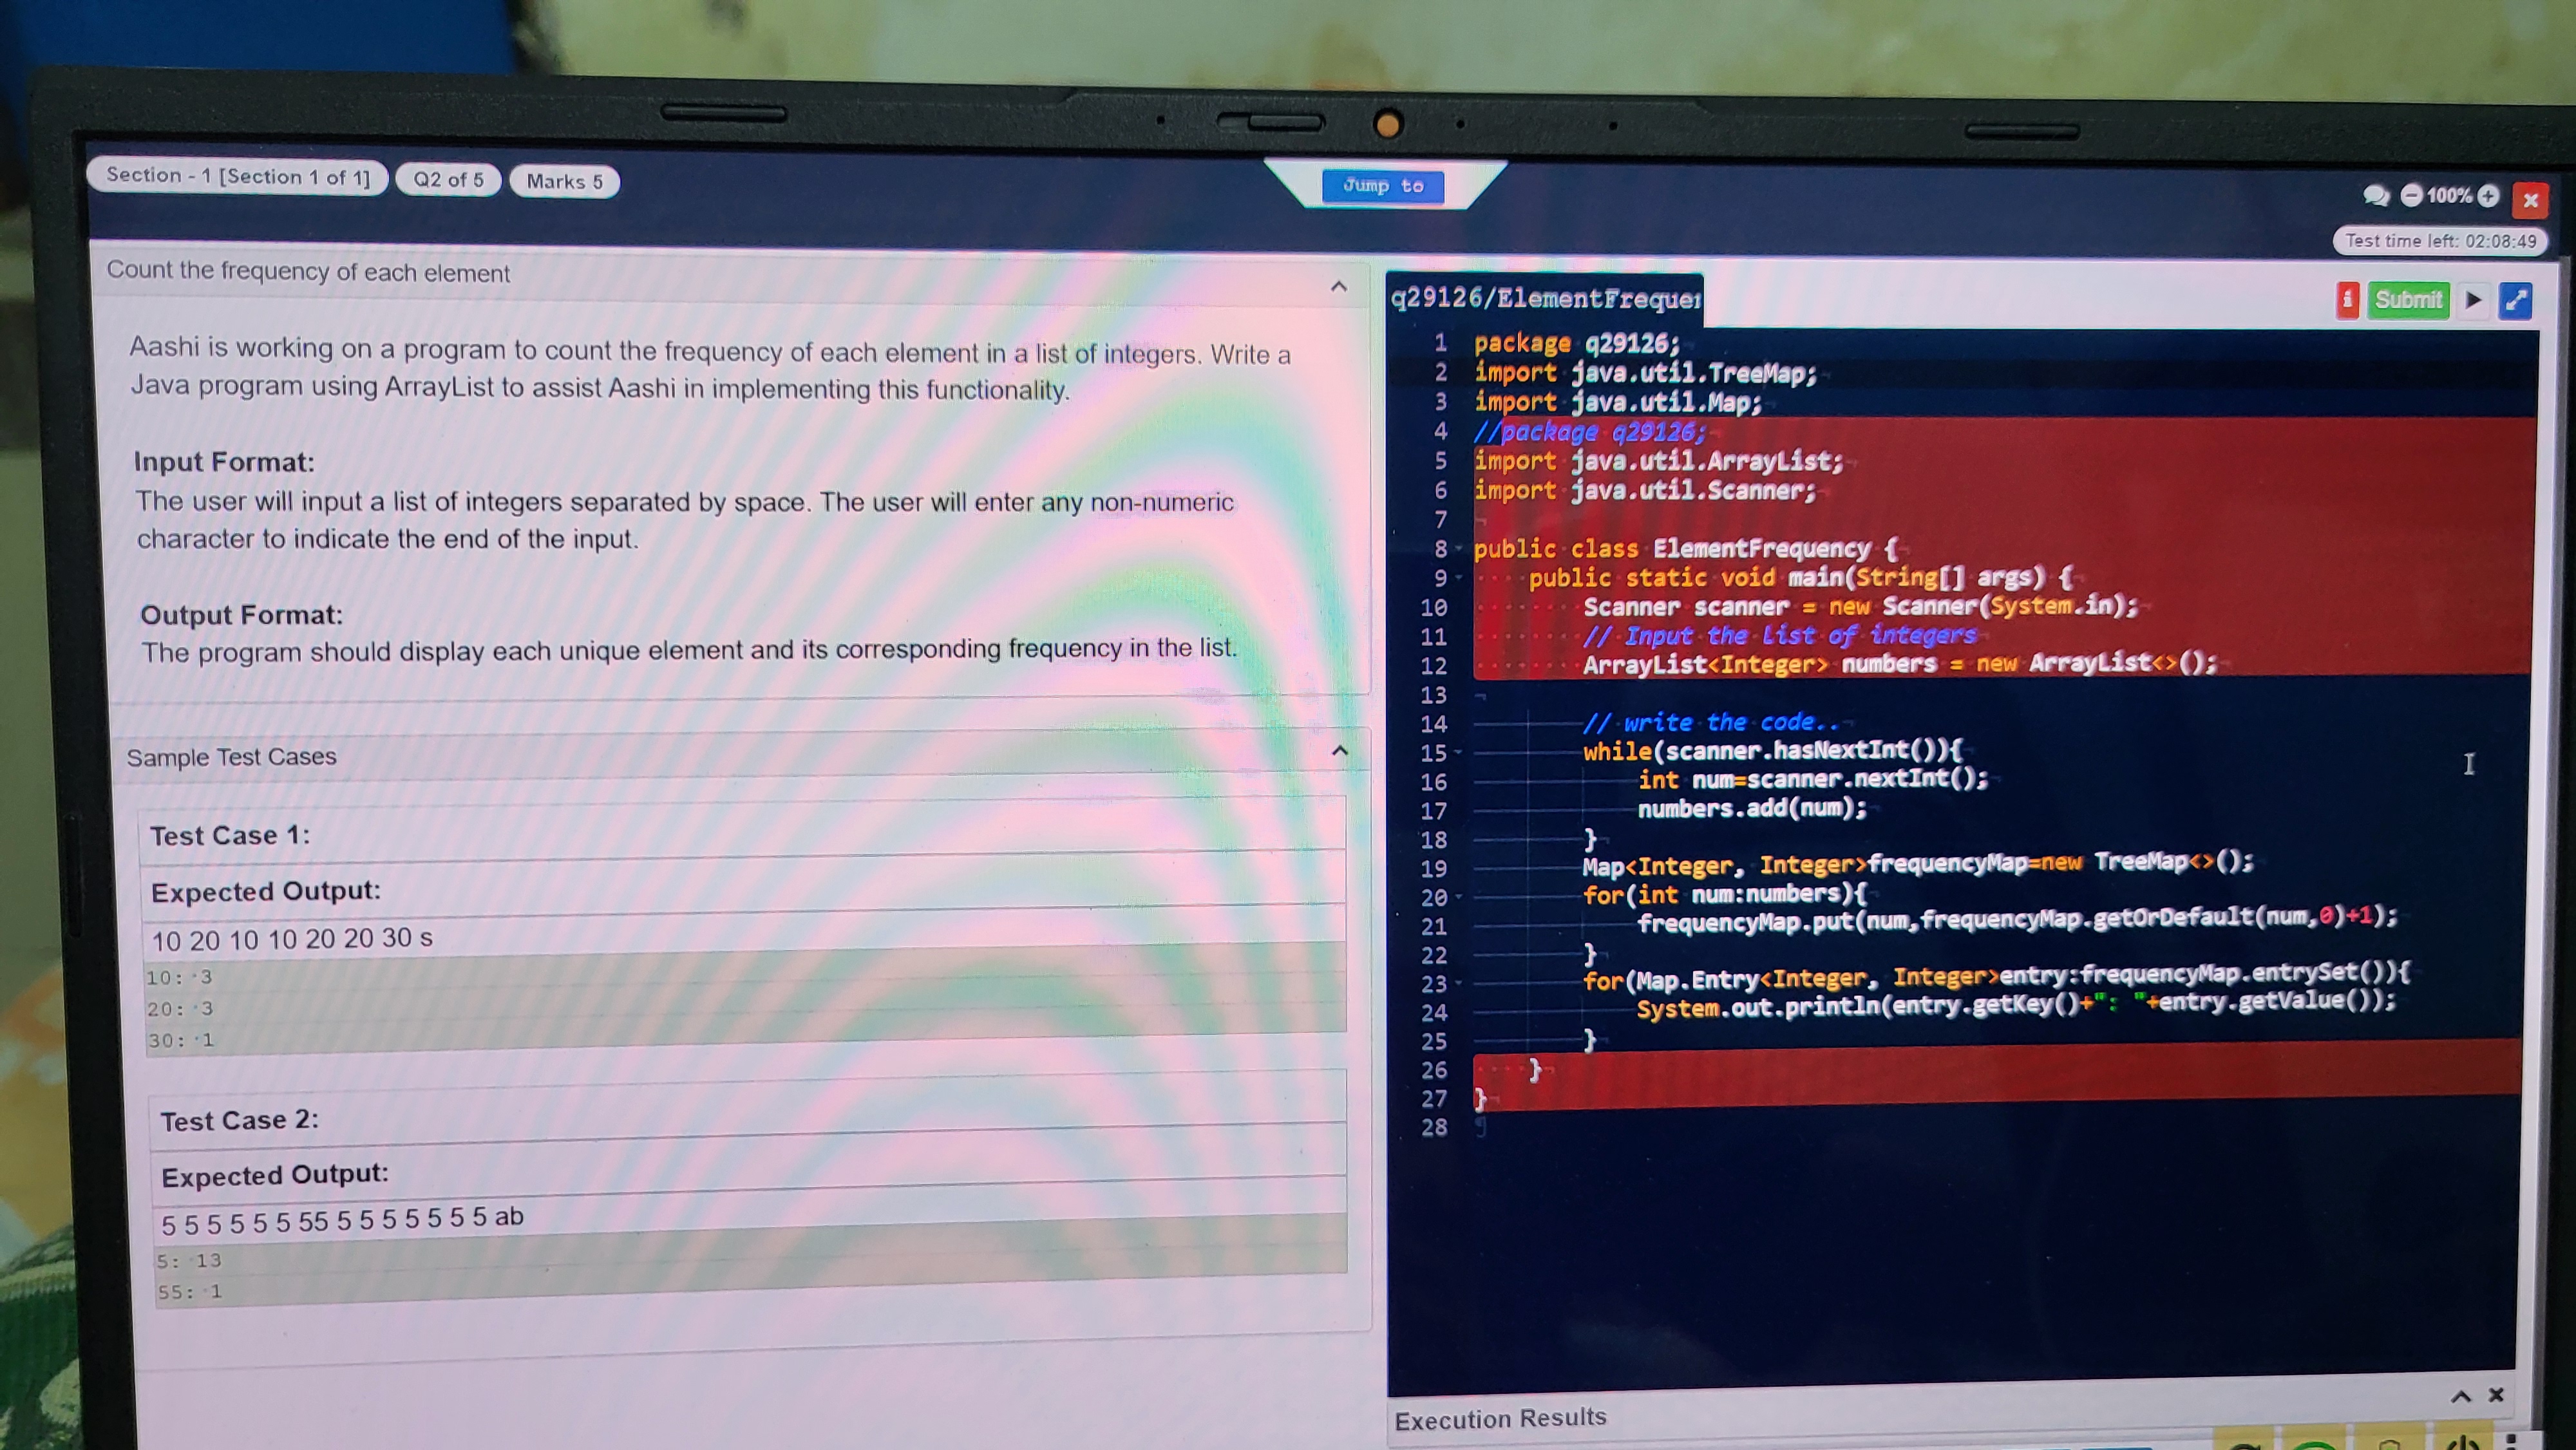 Section - 1 [Section 1 of 1] Q2 of 5 Marks 5
Jump to
100%
Test time left: 02:08:49
Count the frequency of each element
Aashi is working on a program to count the frequency of each element in a list of integers. Write a
Java program using ArrayList to assist Aashi in implementing this functionality.
Input Format:
The user will input a list of integers separated by space. The user will enter any non-numeric
character to indicate the end of the input.
Output Format:
The program should display each unique element and its corresponding frequency in the list.
Sample Test Cases
Test Case 1:
Expected Output:
10 20 10 10 20 20 30 s
10: 3
20: 3
30: 1
Test Case 2:
Expected Output:
5 5 5 5 5 5 55 5 5 5 5 5 5 5 ab
5: 13
55: 1
q29126/ElementFreque
Submit
1 package q29126;
2 import java.util.TreeMap;
3 import java.util.Map;
4 //package q29126;
5 import java.util.ArrayList;
6 import java.util.Scanner;
7
8 public class ElementFrequency {
9 public static void main(String[] args) {
10 Scanner scanner = new Scanner(System.in);
11 // Input the list of integers
12 ArrayList<Integer> numbers = new ArrayList<>();
13
14 // write the code..
15 while(scanner.hasNextInt()){
16 int num=scanner.nextInt();
17 numbers.add(num);
18 }
19 Map<Integer, Integer>frequencyMap=new TreeMap<>();
20 for(int num:numbers){
21 frequencyMap.put(num,frequencyMap.getOrDefault(num,0)+1);
22 }
23 for(Map.Entry<Integer, Integer>entry:frequencyMap.entrySet()){
24 System.out.println(entry.getKey()+": "+entry.getValue());
25 }
26 }
27 }
28
Execution Results